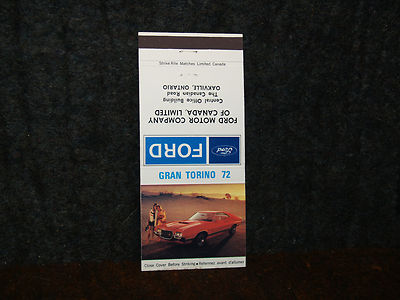 Strike Rite Matches Limited Canada
FORD MOTOR COMPANY
OF CANADA, LIMITED
Central Office Building
The Canadian Road
OAKVILLE, ONTARIO
Ford
FORD
GRAN TORINO 72
Close Cover Before Striking • Refermez avant d'allumer